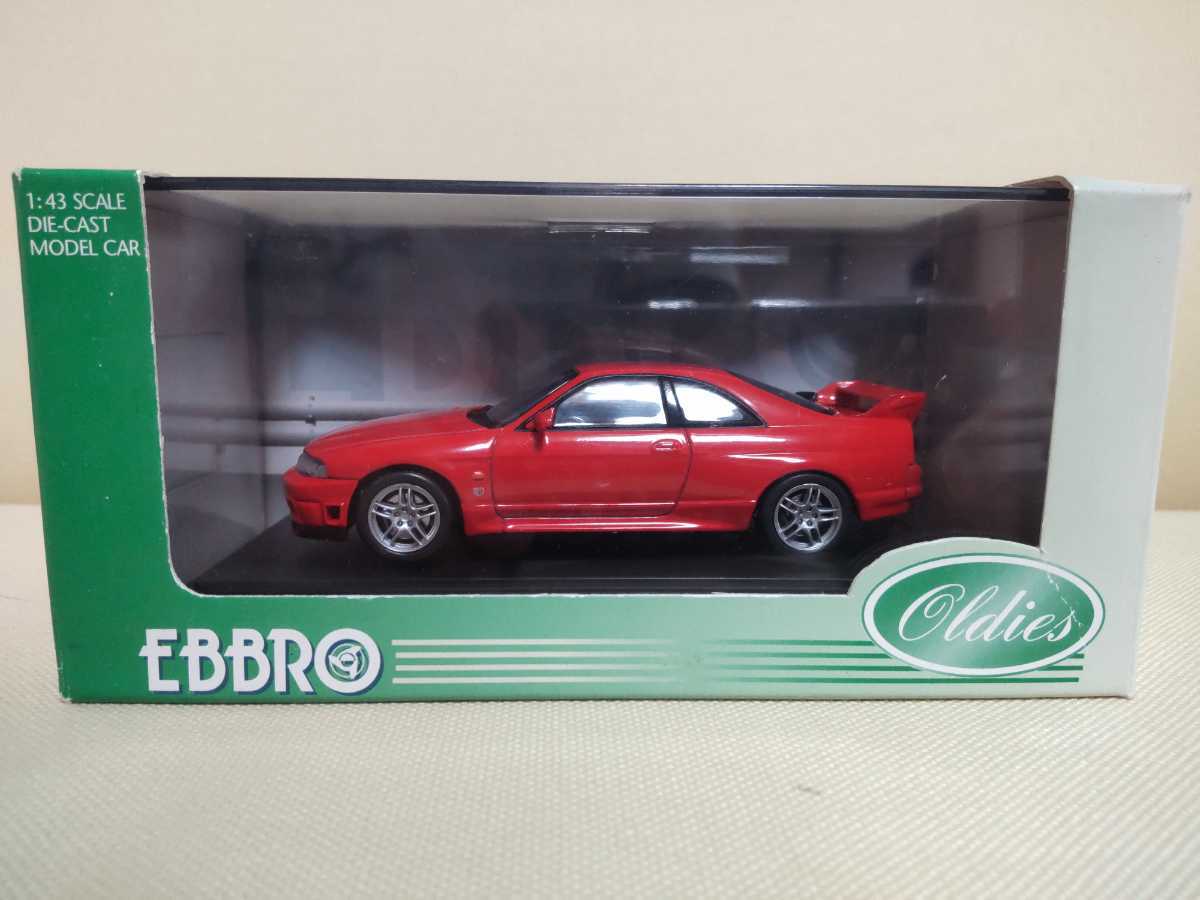 1:43 SCALE
DIE-CAST
MODEL CAR
EBBRO
Oldies